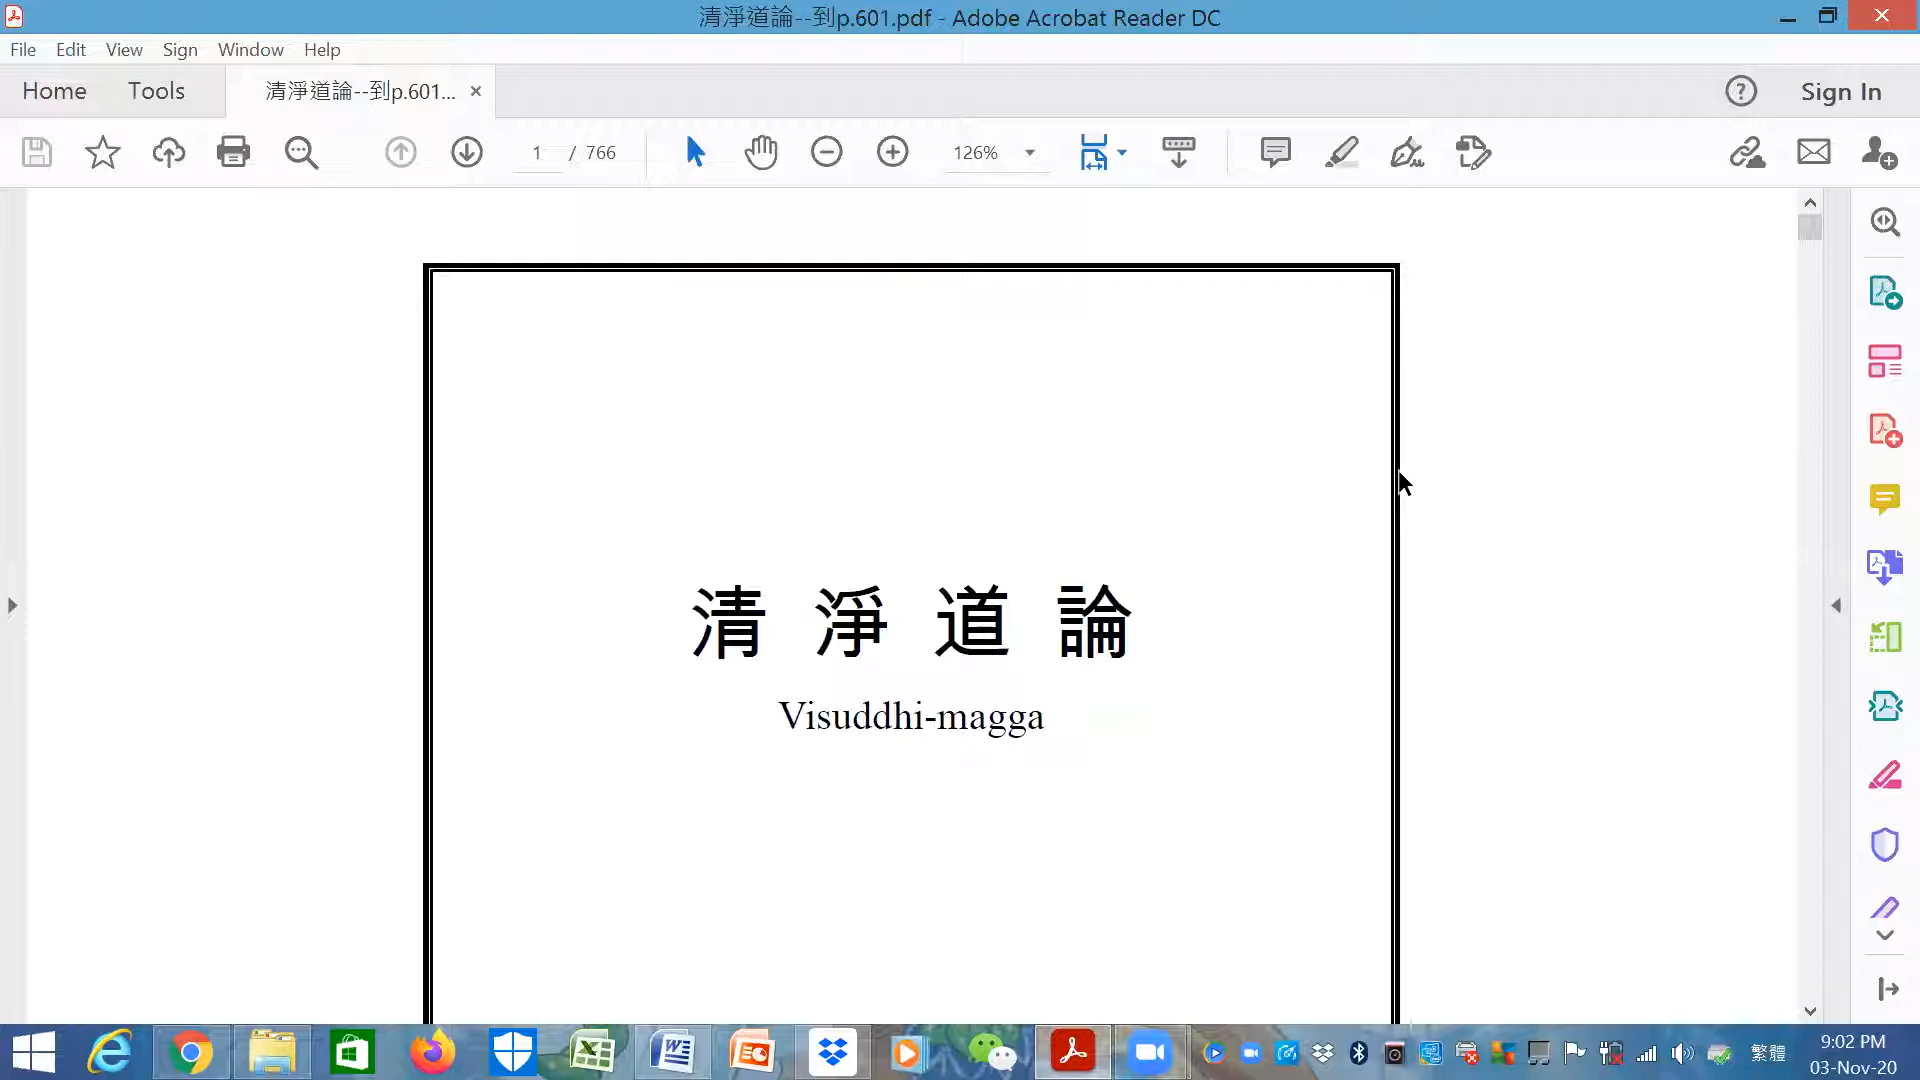 清淨道論--到p.601.pdf - Adobe Acrobat Reader DC
File Edit View Sign Window Help
Home Tools 清淨道論--到p.601... × Sign In
1 / 766 126%
清淨道論
Visuddhi-magga
繁體 9:02 PM
03-Nov-20